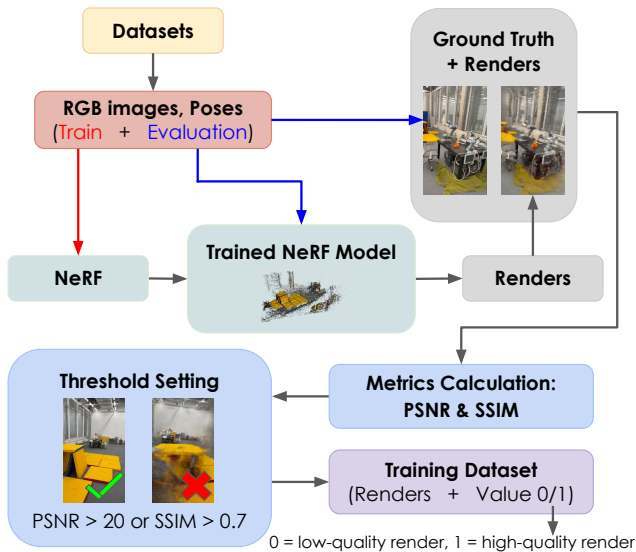 Datasets
RGB images, Poses
(Train + Evaluation)
Ground Truth
+ Renders
NeRF
Trained NeRF Model
Renders
Threshold Setting
PSNR > 20 or SSIM > 0.7
Metrics Calculation:
PSNR & SSIM
Training Dataset
(Renders + Value 0/1)
0 = low-quality render, 1 = high-quality render